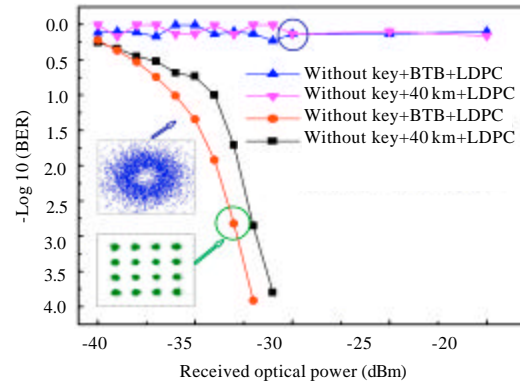 0.0
0.5
1.0
1.5
2.0
2.5
3.0
3.5
4.0
-Log 10 (BER)
Without key+BTB+LDPC
Without key+40 km+LDPC
Without key+BTB+LDPC
Without key+40 km+LDPC
-40 -35 -30 -25 -20
Received optical power (dBm)